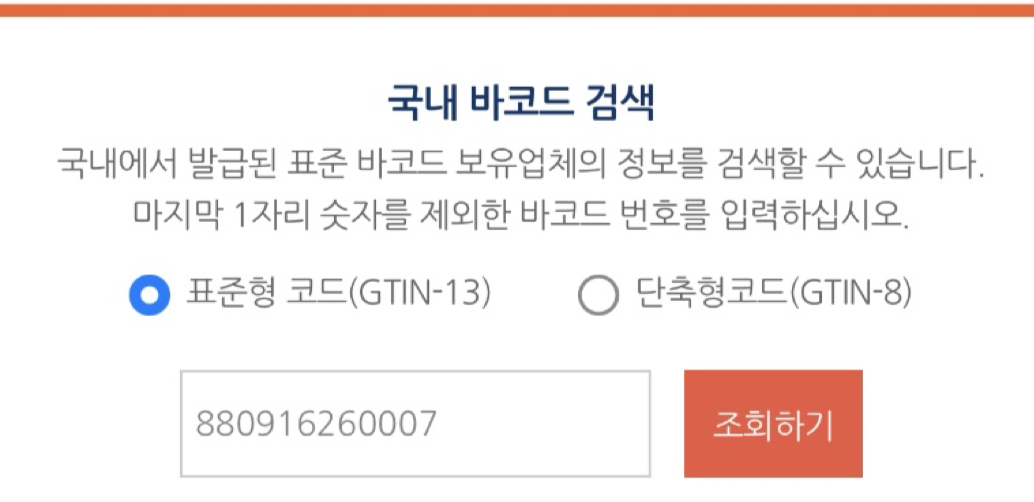 국내 바코드 검색
국내에서 발급된 표준 바코드 보유업체의 정보를 검색할 수 있습니다.
마지막 1자리 숫자를 제외한 바코드 번호를 입력하십시오.
표준형 코드(GTIN-13) 단축형코드(GTIN-8)
880916260007 조회하기